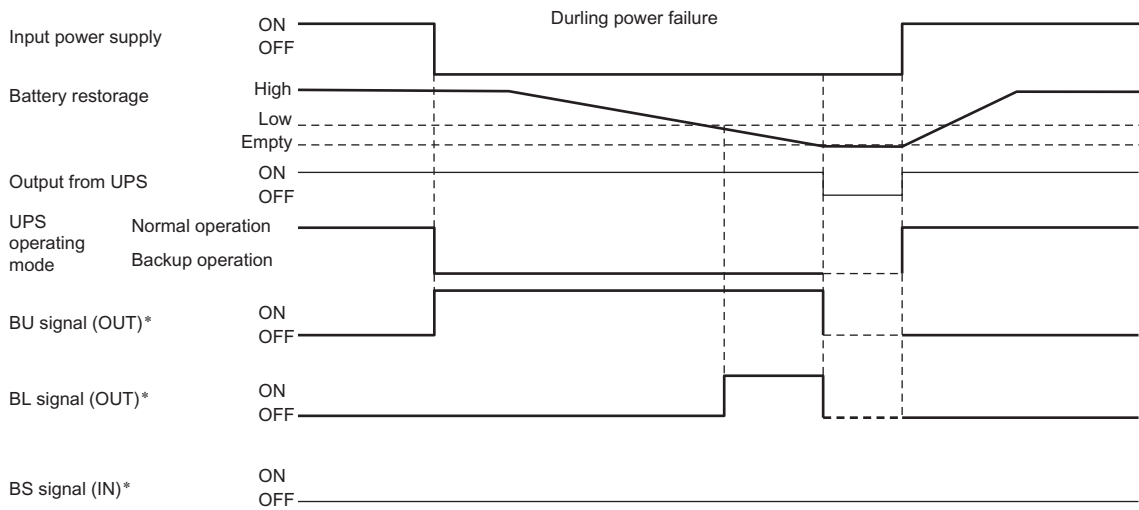 Durling power failure
Input power supply
ON
OFF
Battery restorage
High
Low
Empty
Output from UPS
ON
OFF
UPS
operating
mode
Normal operation
Backup operation
BU signal (OUT)*
ON
OFF
BL signal (OUT)*
ON
OFF
BS signal (IN)*
ON
OFF